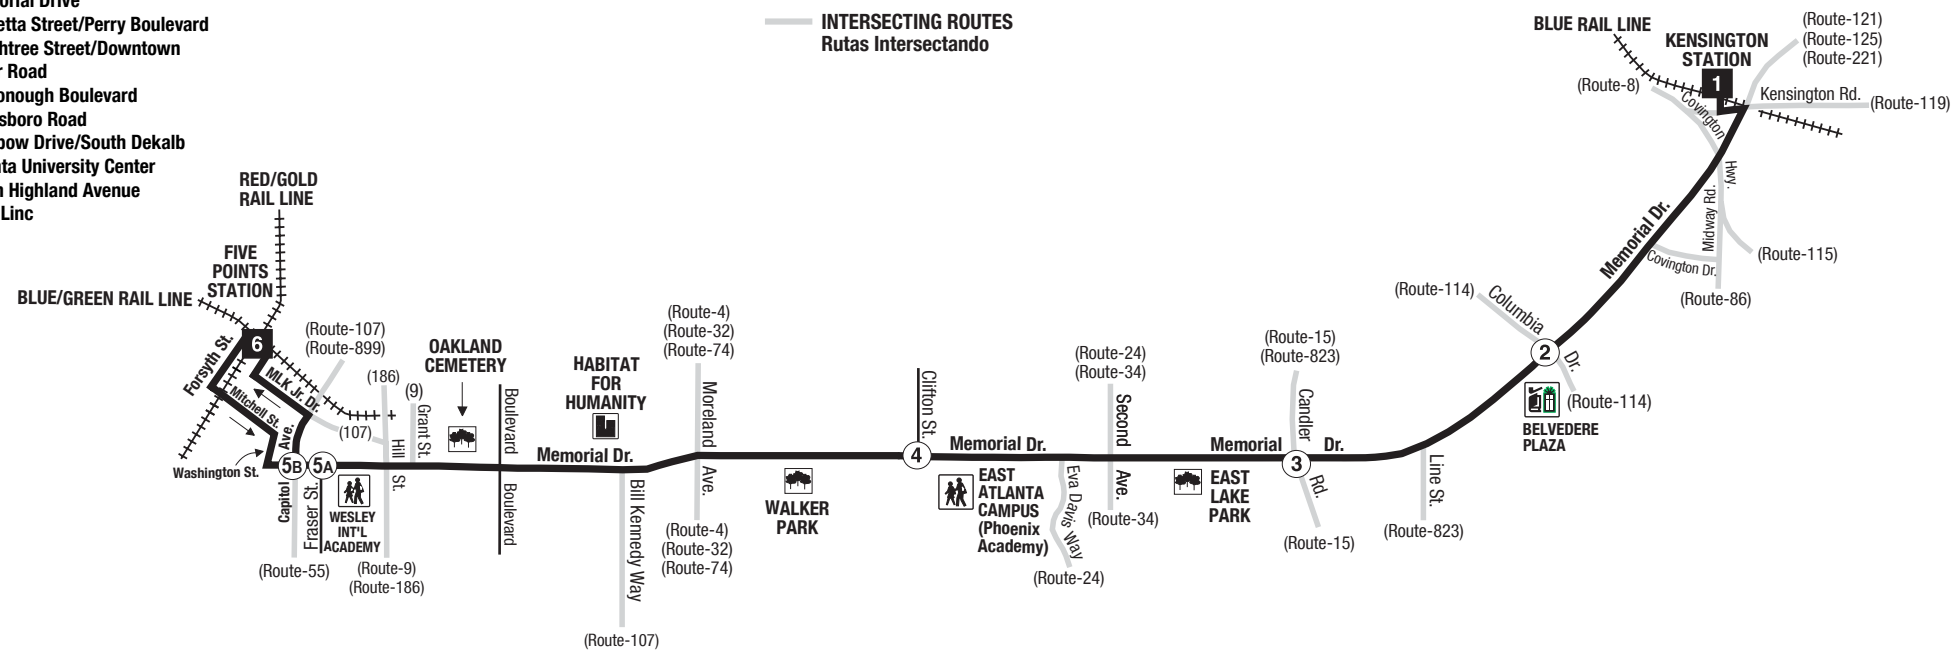 Street/Perry Boulevard
Street/Downtown
Road
Boulevard
Road
Drive/South Dekalb
University Center
Highland Avenue
Linc
INTERSECTING ROUTES
Rutas Intersectando
BLUE RAIL LINE
KENSINGTON
STATION
1
(Route-121)
(Route-125)
(Route-221)
(Route-8)
Covington
Hwy.
Kensington Rd.
(Route-119)
Midway Rd.
Memorial Dr.
Covington Dr.
(Route-115)
(Route-86)
(Route-114)
Columbia
Dr.
2
(Route-114)
BELVEDERE
PLAZA
RED/GOLD
RAIL LINE
FIVE
POINTS
STATION
BLUE/GREEN RAIL LINE
6
Forsyth St.
MLK Jr. Dr.
Mitchell St.
Washington St.
Ave.
Capitol
5B
5A
(Route-107)
(Route-899)
(107)
(186)
(9)
Grant St.
Hill
St.
Fraser St.
WESLEY
INT'L
ACADEMY
(Route-55)
(Route-9)
(Route-186)
OAKLAND
CEMETERY
Boulevard
Boulevard
HABITAT
FOR
HUMANITY
Memorial Dr.
Bill Kennedy Way
(Route-107)
(Route-4)
(Route-32)
(Route-74)
Moreland
Ave.
(Route-4)
(Route-32)
(Route-74)
WALKER
PARK
Clifton St.
4
Memorial Dr.
EAST
ATLANTA
CAMPUS
(Phoenix
Academy)
Eva Davis Way
(Route-24)
(Route-24)
(Route-34)
Second
Ave.
(Route-34)
Memorial Dr.
EAST
LAKE
PARK
(Route-15)
(Route-823)
Candler
Rd.
3
(Route-15)
Line St.
(Route-823)